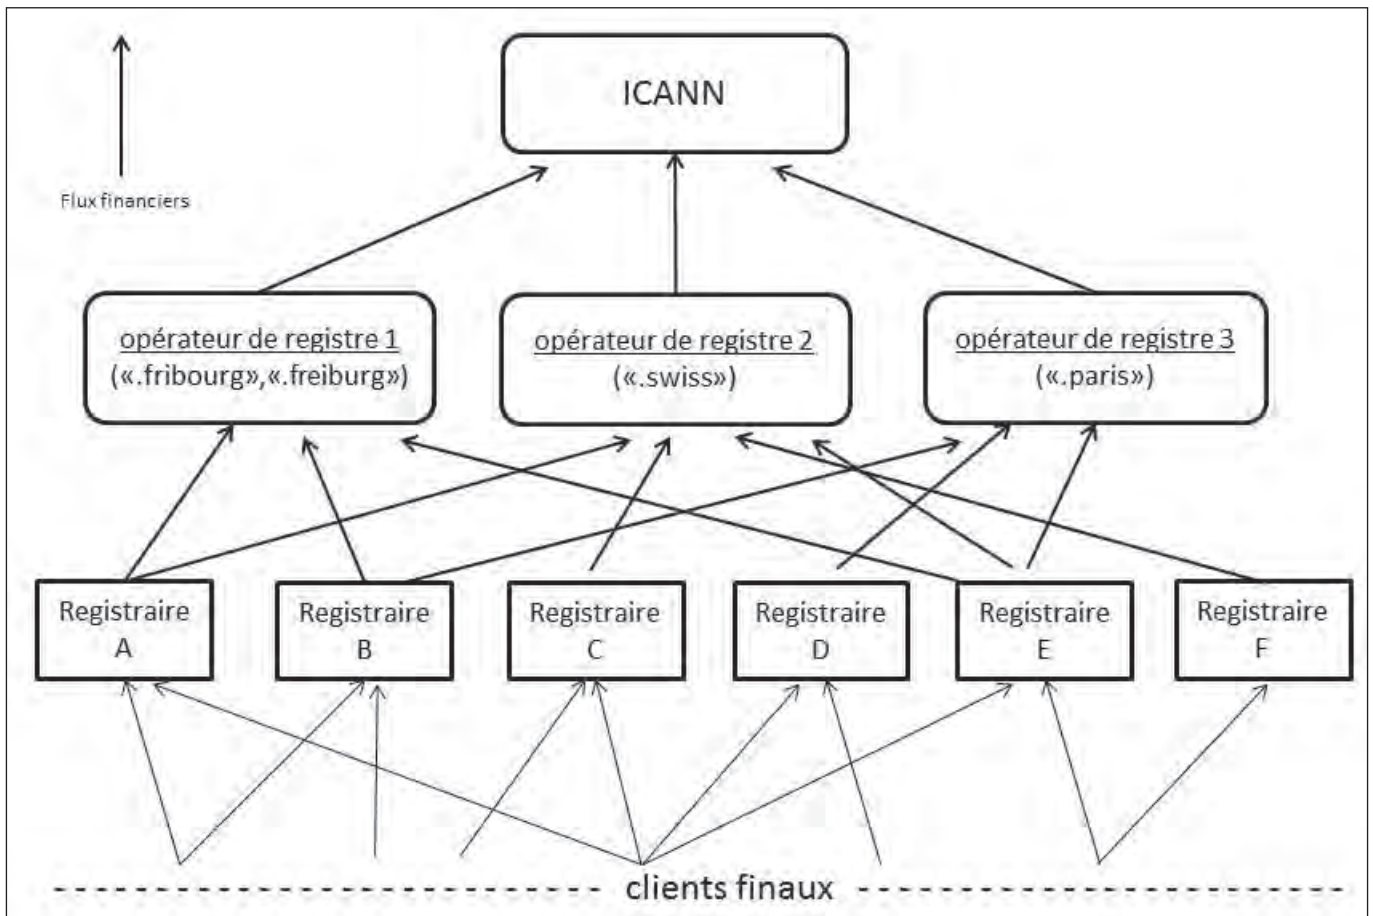 ICANN
Flux financiers
opérateur de registre 1
(«.fribourg»,«.freiburg»)
opérateur de registre 2
(«.swiss»)
opérateur de registre 3
(«.paris»)
Registraire
A
Registraire
B
Registraire
C
Registraire
D
Registraire
E
Registraire
F
clients finaux